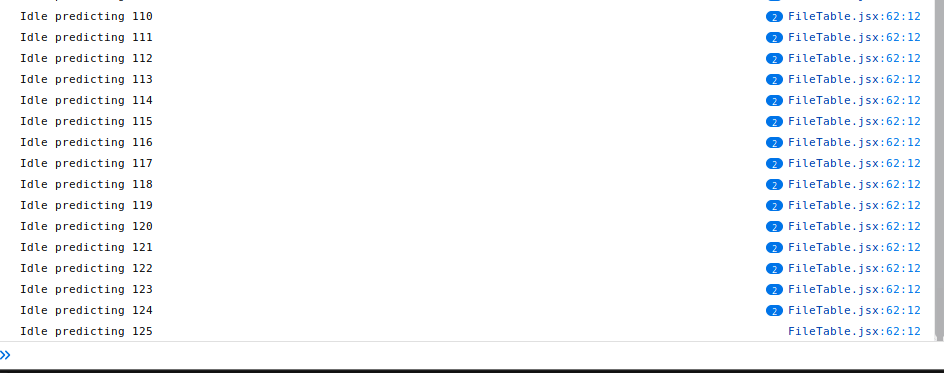 Idle predicting 110 2 FileTable.jsx:62:12
Idle predicting 111 2 FileTable.jsx:62:12
Idle predicting 112 2 FileTable.jsx:62:12
Idle predicting 113 2 FileTable.jsx:62:12
Idle predicting 114 2 FileTable.jsx:62:12
Idle predicting 115 2 FileTable.jsx:62:12
Idle predicting 116 2 FileTable.jsx:62:12
Idle predicting 117 2 FileTable.jsx:62:12
Idle predicting 118 2 FileTable.jsx:62:12
Idle predicting 119 2 FileTable.jsx:62:12
Idle predicting 120 2 FileTable.jsx:62:12
Idle predicting 121 2 FileTable.jsx:62:12
Idle predicting 122 2 FileTable.jsx:62:12
Idle predicting 123 2 FileTable.jsx:62:12
Idle predicting 124 2 FileTable.jsx:62:12
Idle predicting 125 FileTable.jsx:62:12